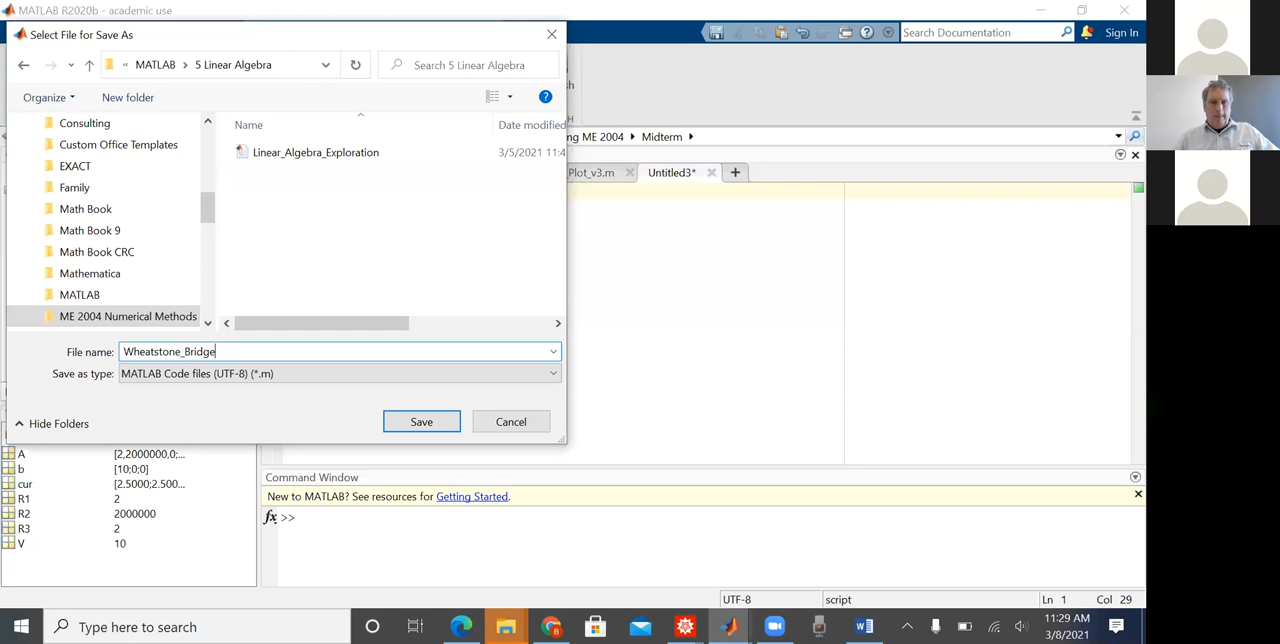 MATLAB R2020b - academic use
Select File for Save As
Search Documentation
Sign In
« MATLAB > 5 Linear Algebra
Search 5 Linear Algebra
Organize
New folder
Consulting
Custom Office Templates
EXACT
Family
Math Book
Math Book 9
Math Book CRC
Mathematica
MATLAB
ME 2004 Numerical Methods
Name
Date modified
Linear_Algebra_Exploration
3/5/2021 11:4
ng ME 2004 ▸ Midterm ▸
_Plot_v3.m
Untitled3*
File name: Wheatstone_Bridge
Save as type: MATLAB Code files (UTF-8) (*.m)
Hide Folders
Save
Cancel
A [2,2000000,0;...
b [10;0;0]
cur [2.5000;2.500...
R1 2
R2 2000000
R3 2
V 10
Command Window
New to MATLAB? See resources for Getting Started.
fx >>
UTF-8
script
Ln 1 Col 29
Type here to search
11:29 AM
3/8/2021